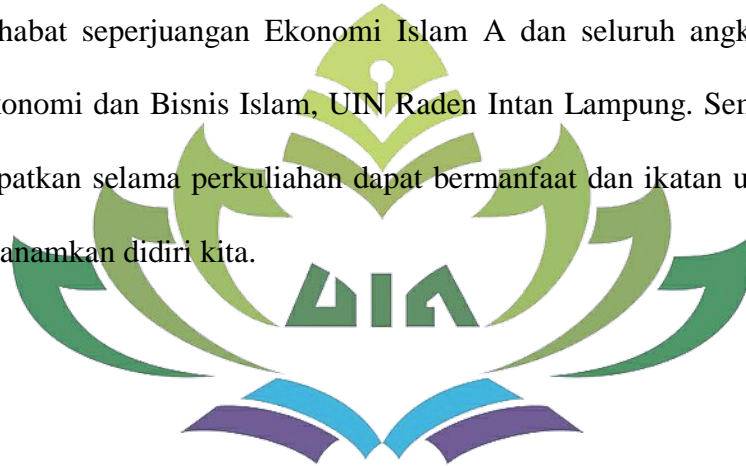 habat seperjuangan Ekonomi Islam A dan seluruh angk
konomi dan Bisnis Islam, UIN Raden Intan Lampung. Sem
patkan selama perkuliahan dapat bermanfaat dan ikatan u
anamkan didiri kita.
UIN